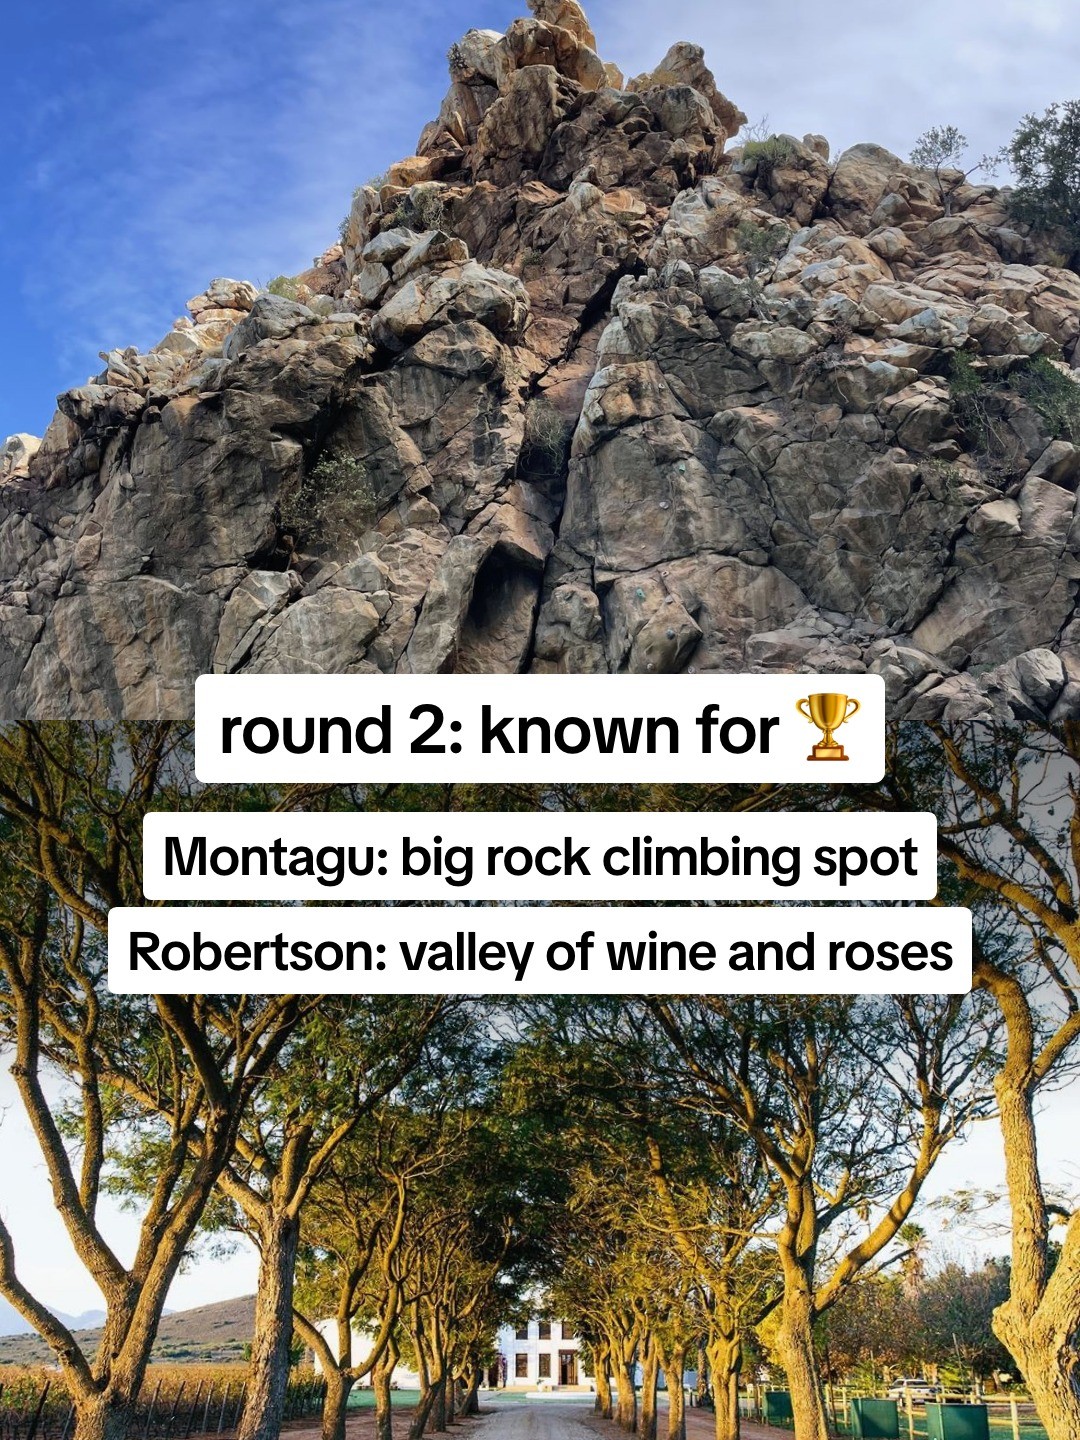 round 2: known for 🏆
Montagu: big rock climbing spot
Robertson: valley of wine and roses